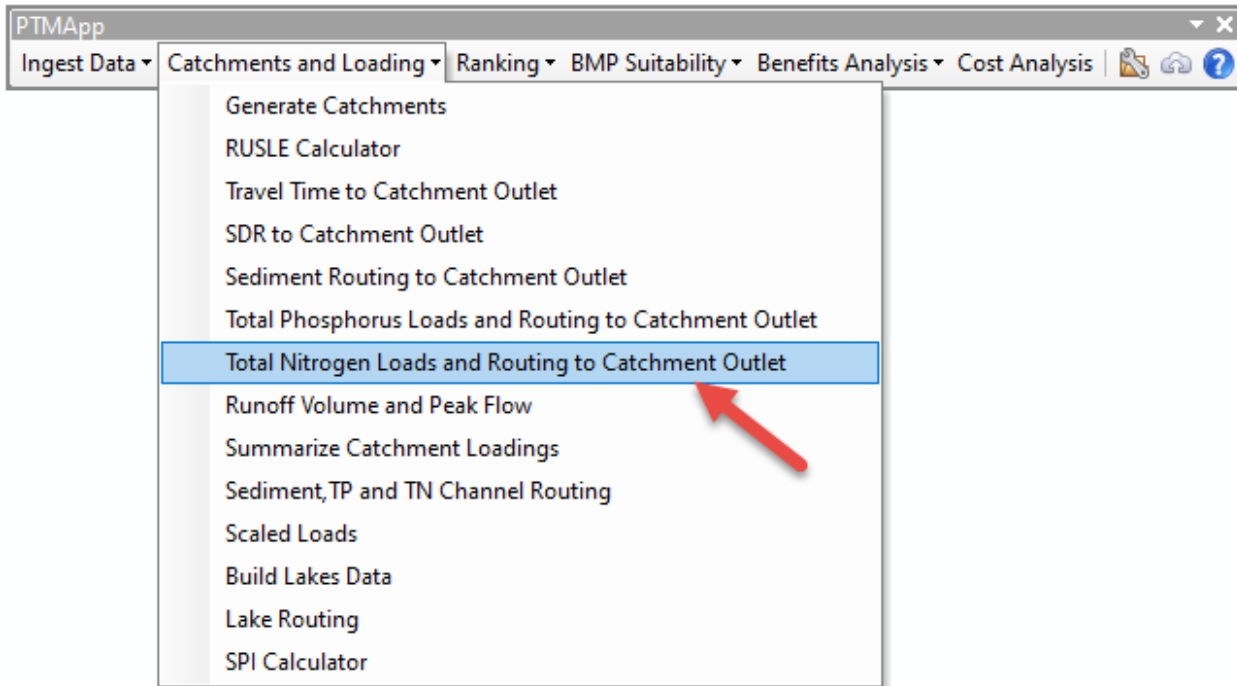 PTMApp
Ingest Data Catchments and Loading Ranking BMP Suitability Benefits Analysis Cost Analysis ?
Generate Catchments
RUSLE Calculator
Travel Time to Catchment Outlet
SDR to Catchment Outlet
Sediment Routing to Catchment Outlet
Total Phosphorus Loads and Routing to Catchment Outlet
Total Nitrogen Loads and Routing to Catchment Outlet
Runoff Volume and Peak Flow
Summarize Catchment Loadings
Sediment,TP and TN Channel Routing
Scaled Loads
Build Lakes Data
Lake Routing
SPI Calculator